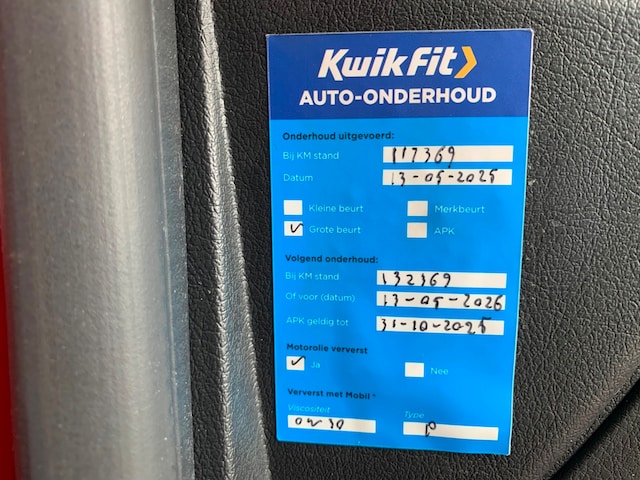 KwikFit
AUTO-ONDERHOUD
Onderhoud uitgevoerd:
Bij KM stand 117369
Datum 13-05-2025
Kleine beurt Merkbeurt
Grote beurt APK
Volgend onderhoud:
Bij KM stand 132369
Of voor (datum) 13-05-2026
APK geldig tot 31-10-2025
Motorolie ververst
Ja Nee
Ververst met Mobil
Viscositeit Type
0W30 P